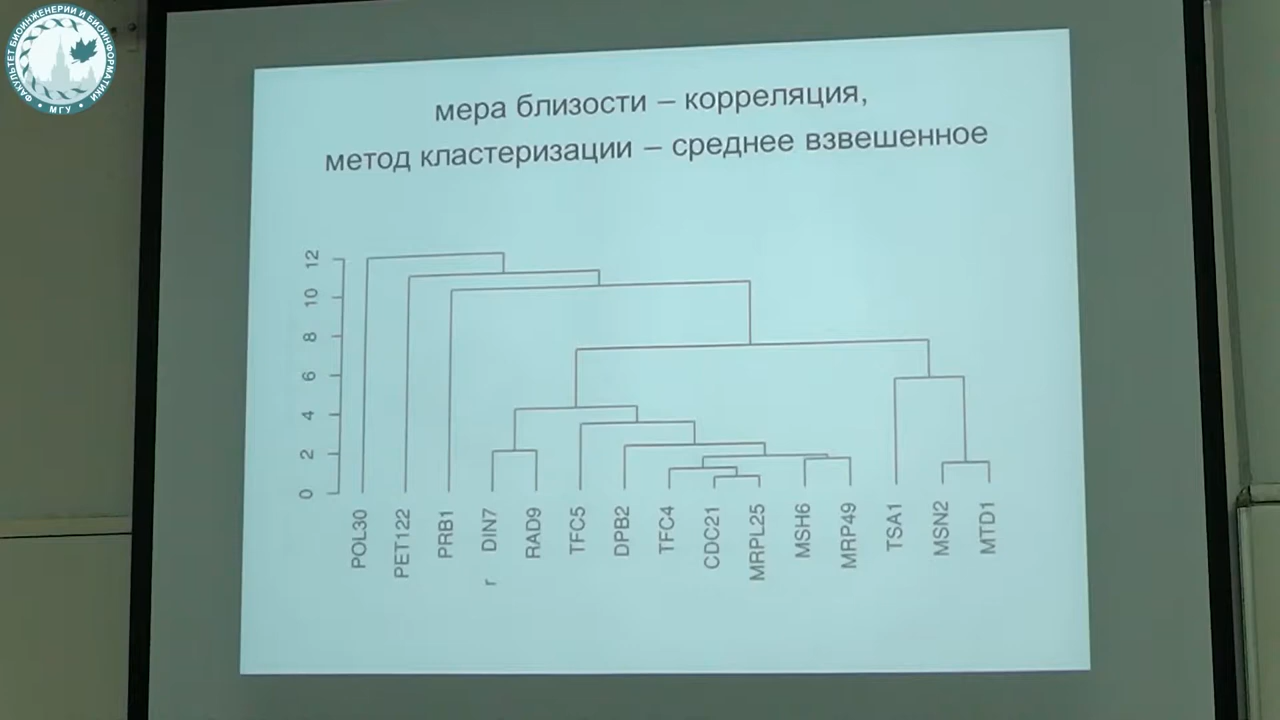 ФАКУЛЬТЕТ БИОИНЖЕНЕРИИ И БИОИНФОРМАТИКИ
• МГУ •
мера близости – корреляция,
метод кластеризации – среднее взвешенное
12
10
8
6
4
2
0
POL30
PET122
PRB1
DIN7
RAD9
TFC5
DPB2
TFC4
CDC21
MRPL25
MSH6
MRP49
TSA1
MSN2
MTD1
r